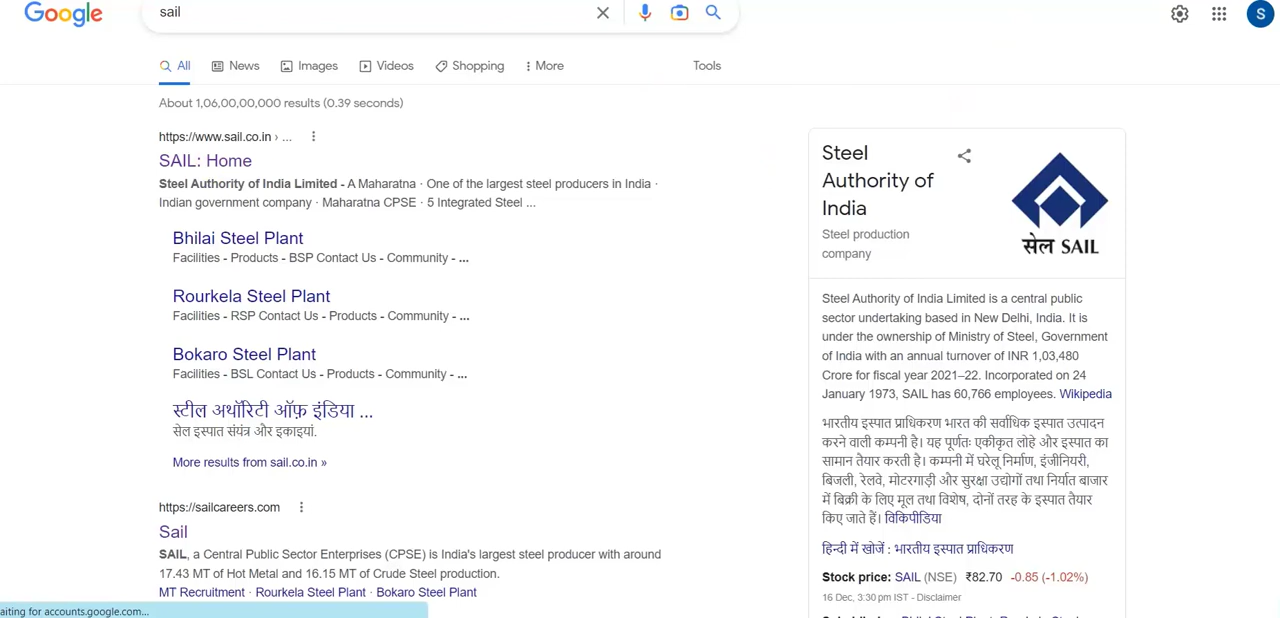 Google
sail
S
All
News
Images
Videos
Shopping
More
Tools
About 1,06,00,00,000 results (0.39 seconds)
https://www.sail.co.in › ...
SAIL: Home
Steel Authority of India Limited - A Maharatna · One of the largest steel producers in India ·
Indian government company · Maharatna CPSE · 5 Integrated Steel ...
Bhilai Steel Plant
Facilities - Products - BSP Contact Us - Community - ...
Rourkela Steel Plant
Facilities - RSP Contact Us - Products - Community - ...
Bokaro Steel Plant
Facilities - BSL Contact Us - Products - Community - ...
स्टील अथॉरिटी ऑफ़ इंडिया ...
सेल इस्पात संयंत्र और इकाइयां.
More results from sail.co.in »
https://sailcareers.com
Sail
SAIL, a Central Public Sector Enterprises (CPSE) is India's largest steel producer with around
17.43 MT of Hot Metal and 16.15 MT of Crude Steel production.
MT Recruitment · Rourkela Steel Plant · Bokaro Steel Plant
aiting for accounts.google.com...
Steel
Authority of
India
Steel production
company
सेल SAIL
Steel Authority of India Limited is a central public
sector undertaking based in New Delhi, India. It is
under the ownership of Ministry of Steel, Government
of India with an annual turnover of INR 1,03,480
Crore for fiscal year 2021–22. Incorporated on 24
January 1973, SAIL has 60,766 employees. Wikipedia
भारतीय इस्पात प्राधिकरण भारत की सर्वाधिक इस्पात उत्पादन
करने वाली कम्पनी है। यह पूर्णतः एकीकृत लोहे और इस्पात का
सामान तैयार करती है। कम्पनी में घरेलू निर्माण, इंजीनियरी,
बिजली, रेलवे, मोटरगाड़ी और सुरक्षा उद्योगों तथा निर्यात बाजार
में बिक्री के लिए मूल तथा विशेष, दोनों तरह के इस्पात तैयार
किए जाते हैं। विकिपीडिया
हिन्दी में खोजें : भारतीय इस्पात प्राधिकरण
Stock price: SAIL (NSE) ₹82.70 -0.85 (-1.02%)
16 Dec, 3:30 pm IST - Disclaimer